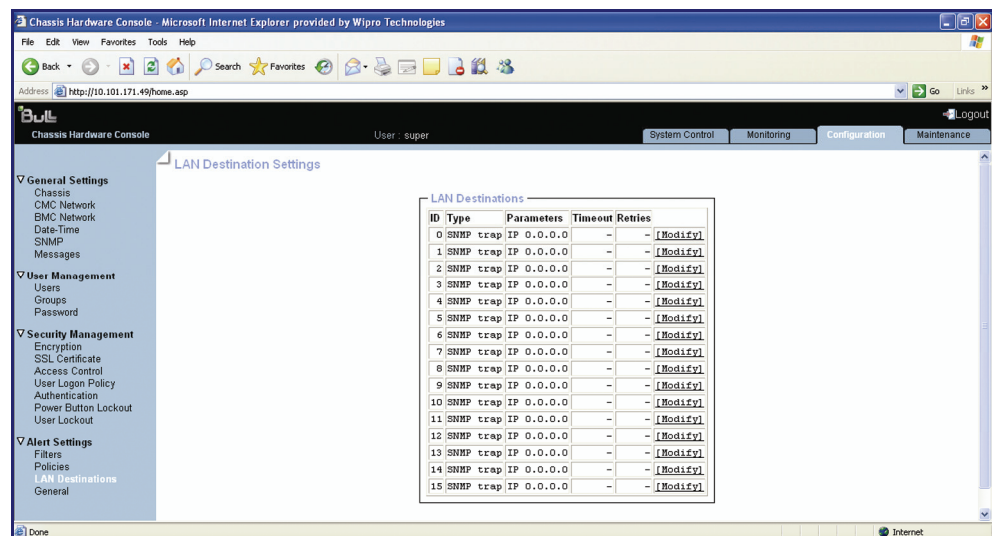 Chassis Hardware Console - Microsoft Internet Explorer provided by Wipro Technologies
File Edit View Favorites Tools Help
Back Search Favorites
Address http://10.101.171.49/home.asp Go Links »
Bull Logout
Chassis Hardware Console User : super System Control Monitoring Configuration Maintenance
LAN Destination Settings
General Settings
Chassis
CMC Network
BMC Network
Date-Time
SNMP
Messages
User Management
Users
Groups
Password
Security Management
Encryption
SSL Certificate
Access Control
User Logon Policy
Authentication
Power Button Lockout
User Lockout
Alert Settings
Filters
Policies
LAN Destinations
General
LAN Destinations
ID Type Parameters Timeout Retries
0 SNMP trap IP 0.0.0.0 - - [Modify]
1 SNMP trap IP 0.0.0.0 - - [Modify]
2 SNMP trap IP 0.0.0.0 - - [Modify]
3 SNMP trap IP 0.0.0.0 - - [Modify]
4 SNMP trap IP 0.0.0.0 - - [Modify]
5 SNMP trap IP 0.0.0.0 - - [Modify]
6 SNMP trap IP 0.0.0.0 - - [Modify]
7 SNMP trap IP 0.0.0.0 - - [Modify]
8 SNMP trap IP 0.0.0.0 - - [Modify]
9 SNMP trap IP 0.0.0.0 - - [Modify]
10 SNMP trap IP 0.0.0.0 - - [Modify]
11 SNMP trap IP 0.0.0.0 - - [Modify]
12 SNMP trap IP 0.0.0.0 - - [Modify]
13 SNMP trap IP 0.0.0.0 - - [Modify]
14 SNMP trap IP 0.0.0.0 - - [Modify]
15 SNMP trap IP 0.0.0.0 - - [Modify]
Done Internet